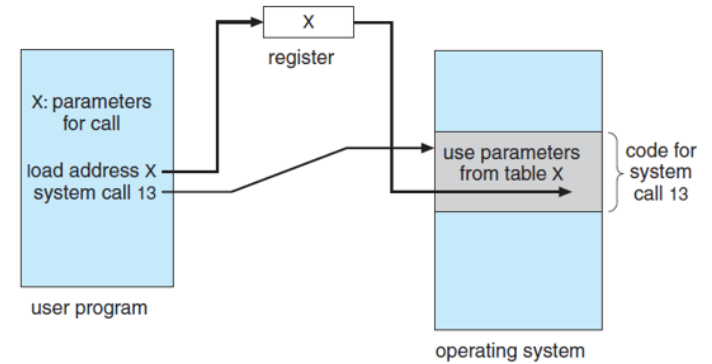 X
register
X: parameters
for call
load address X
system call 13
user program
use parameters
from table X
code for
system
call 13
operating system